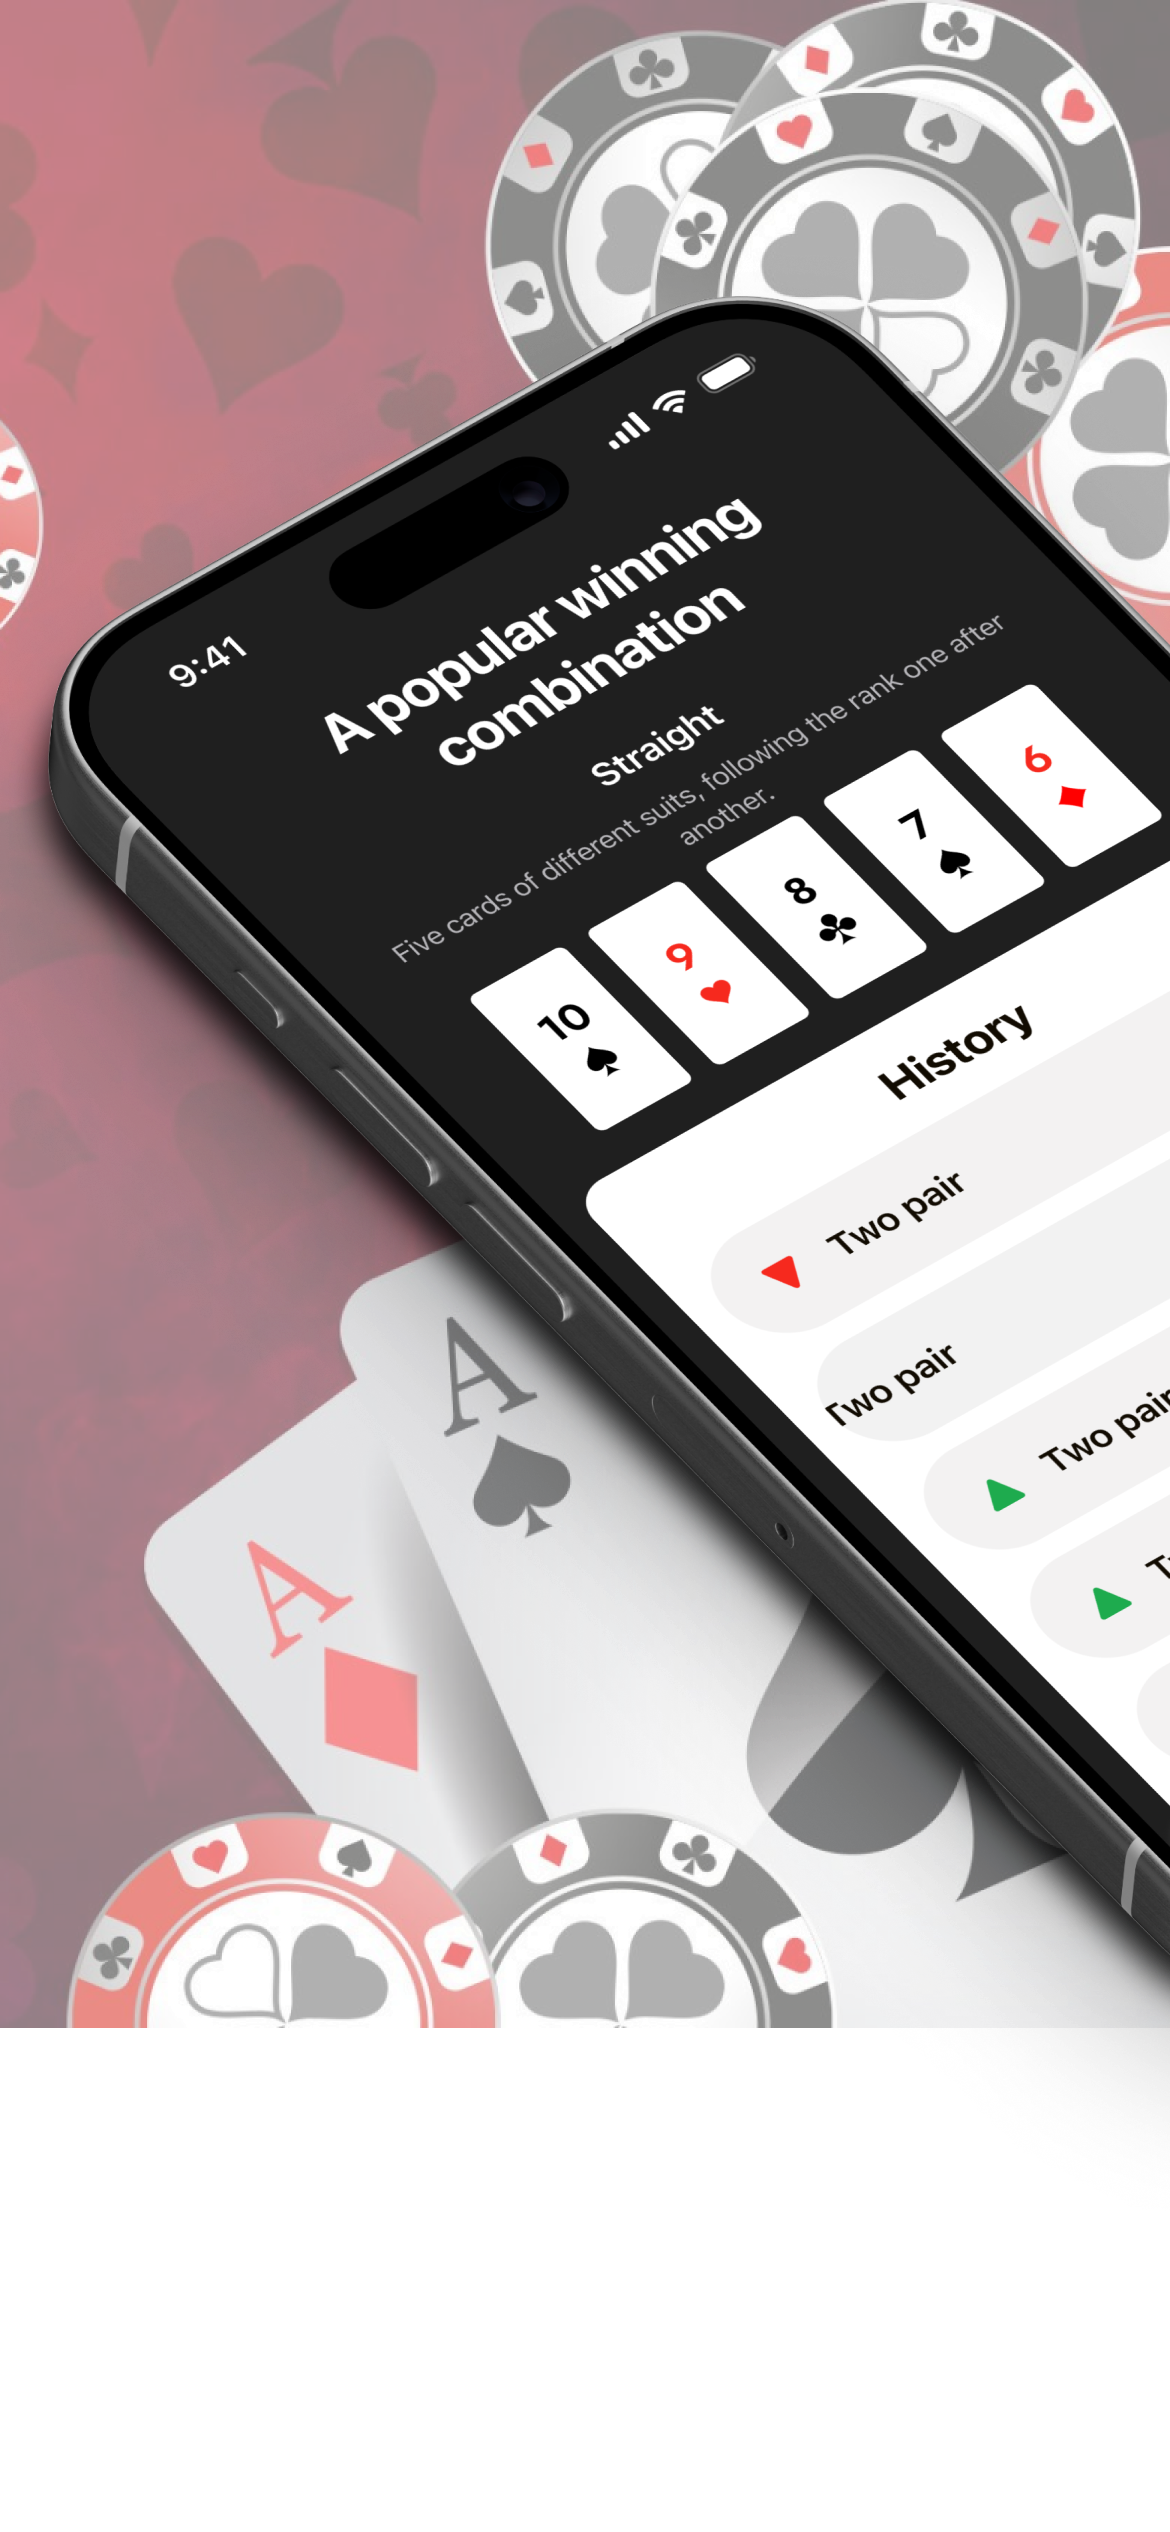 9:41
A popular winning
combination
Straight
Five cards of different suits, following the rank one after
another.
10
9
8
7
6
History
Two pair
Two pair
Two pair
A
A